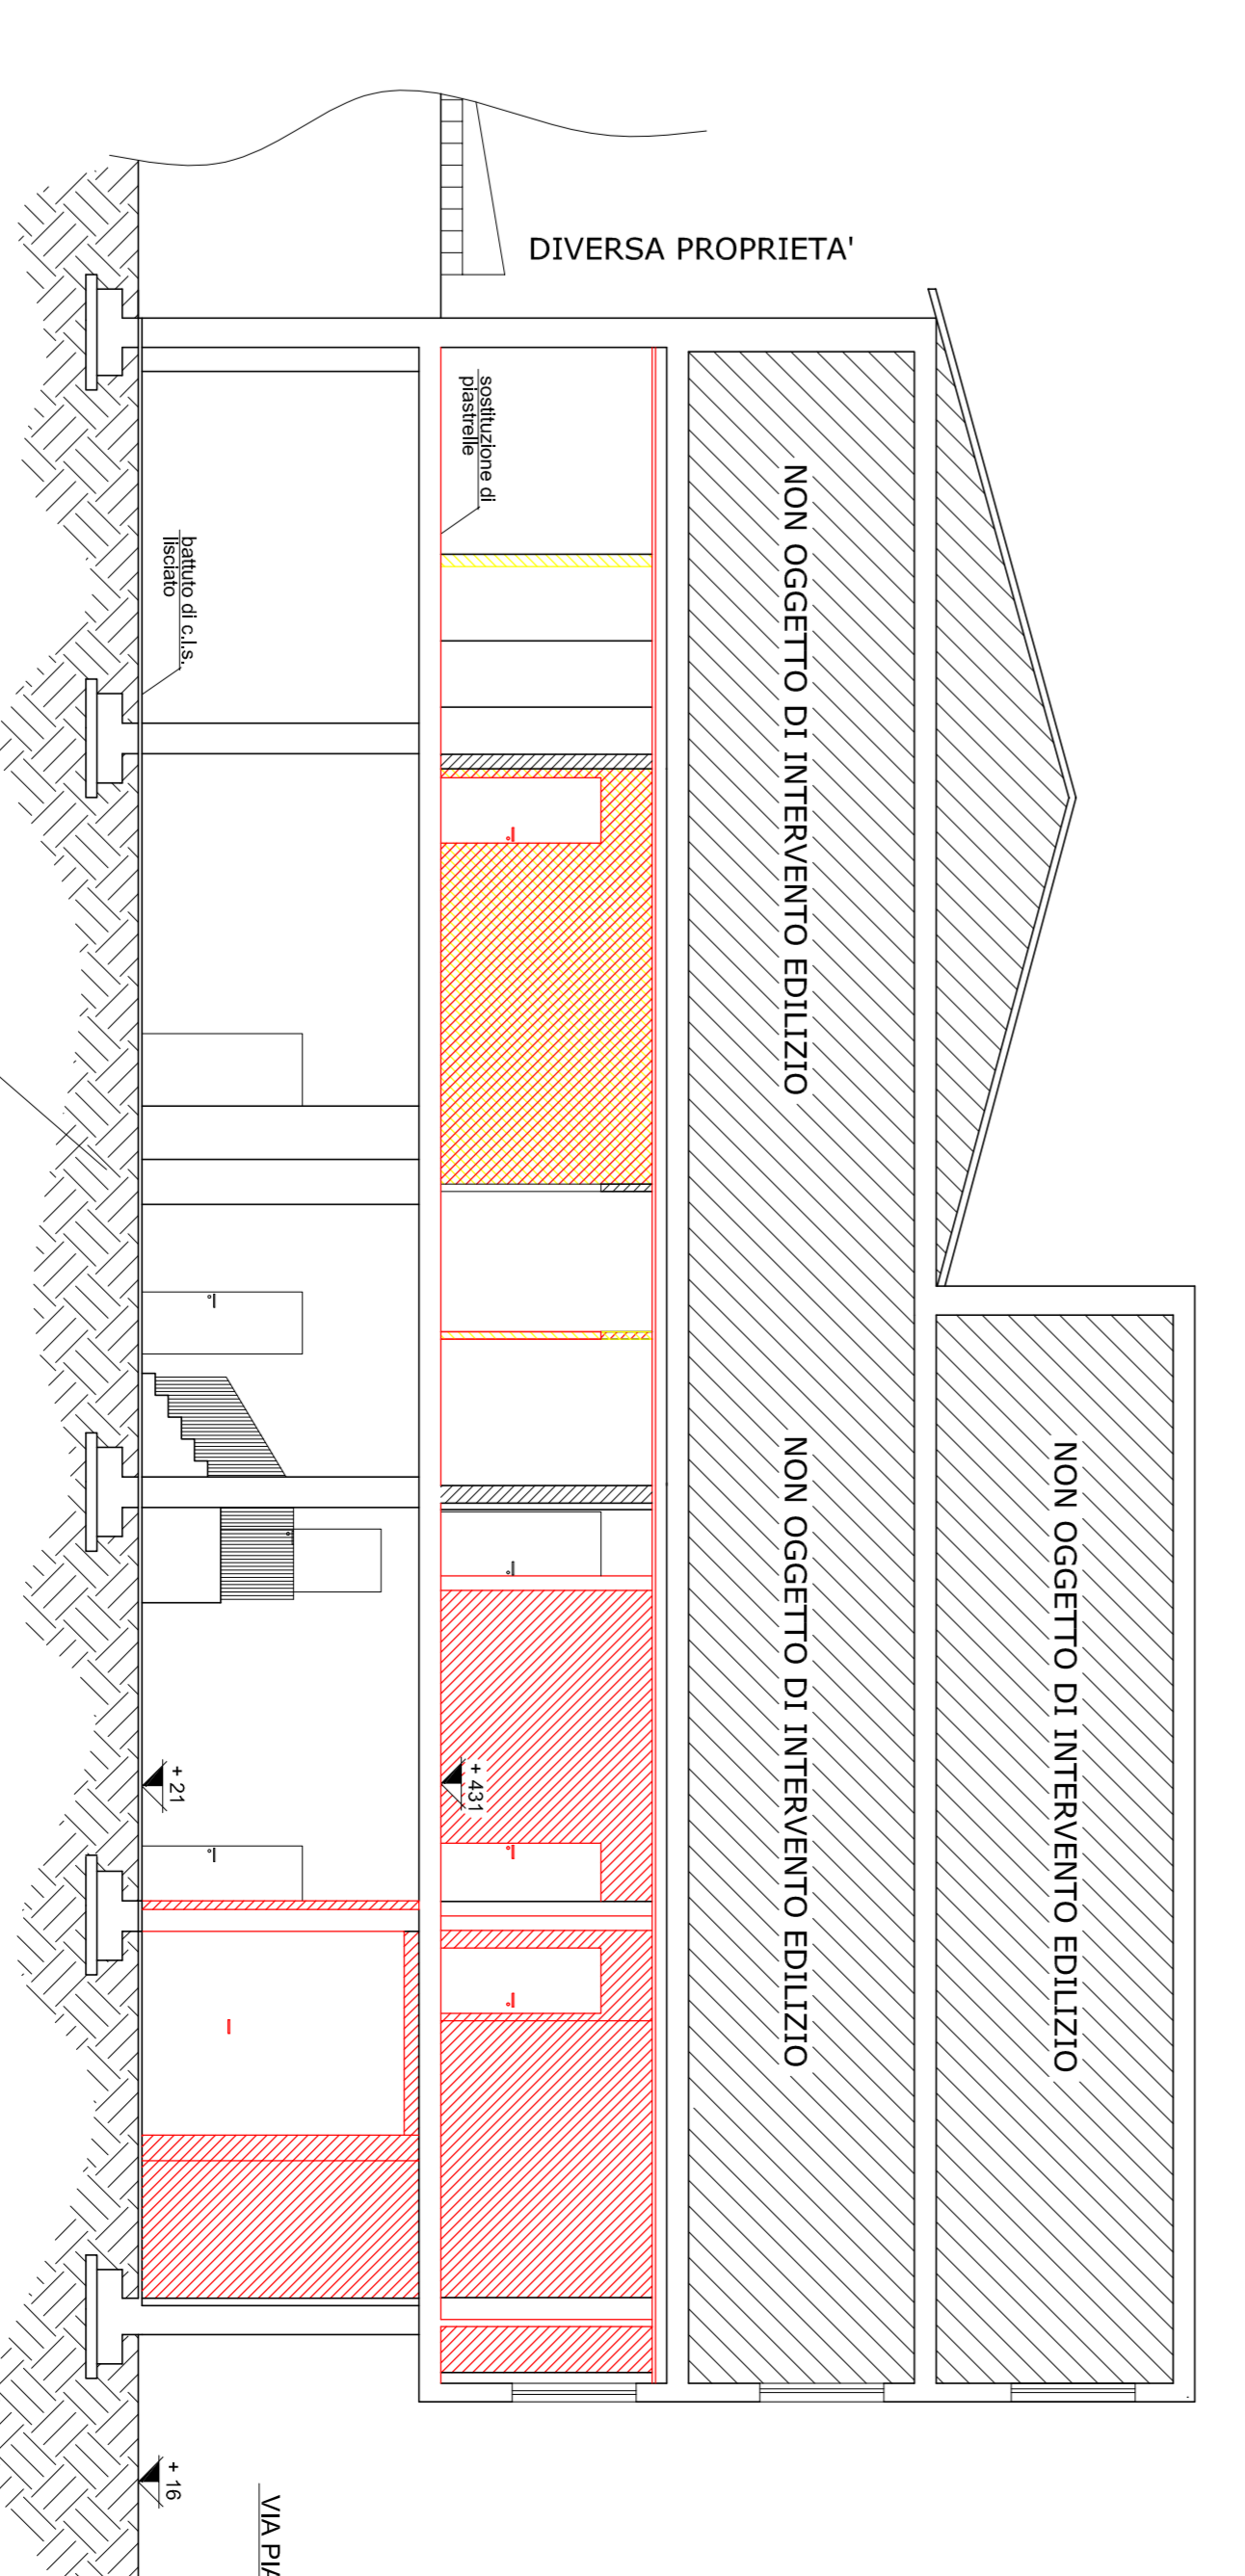 DIVERSA PROPRIETA'
NON OGGETTO DI INTERVENTO EDILIZIO
NON OGGETTO DI INTERVENTO EDILIZIO
NON OGGETTO DI INTERVENTO EDILIZIO
sostituzione di
piastrelle
battuto di c.l.s.
lisciato
+ 431
+ 21
+ 16
VIA